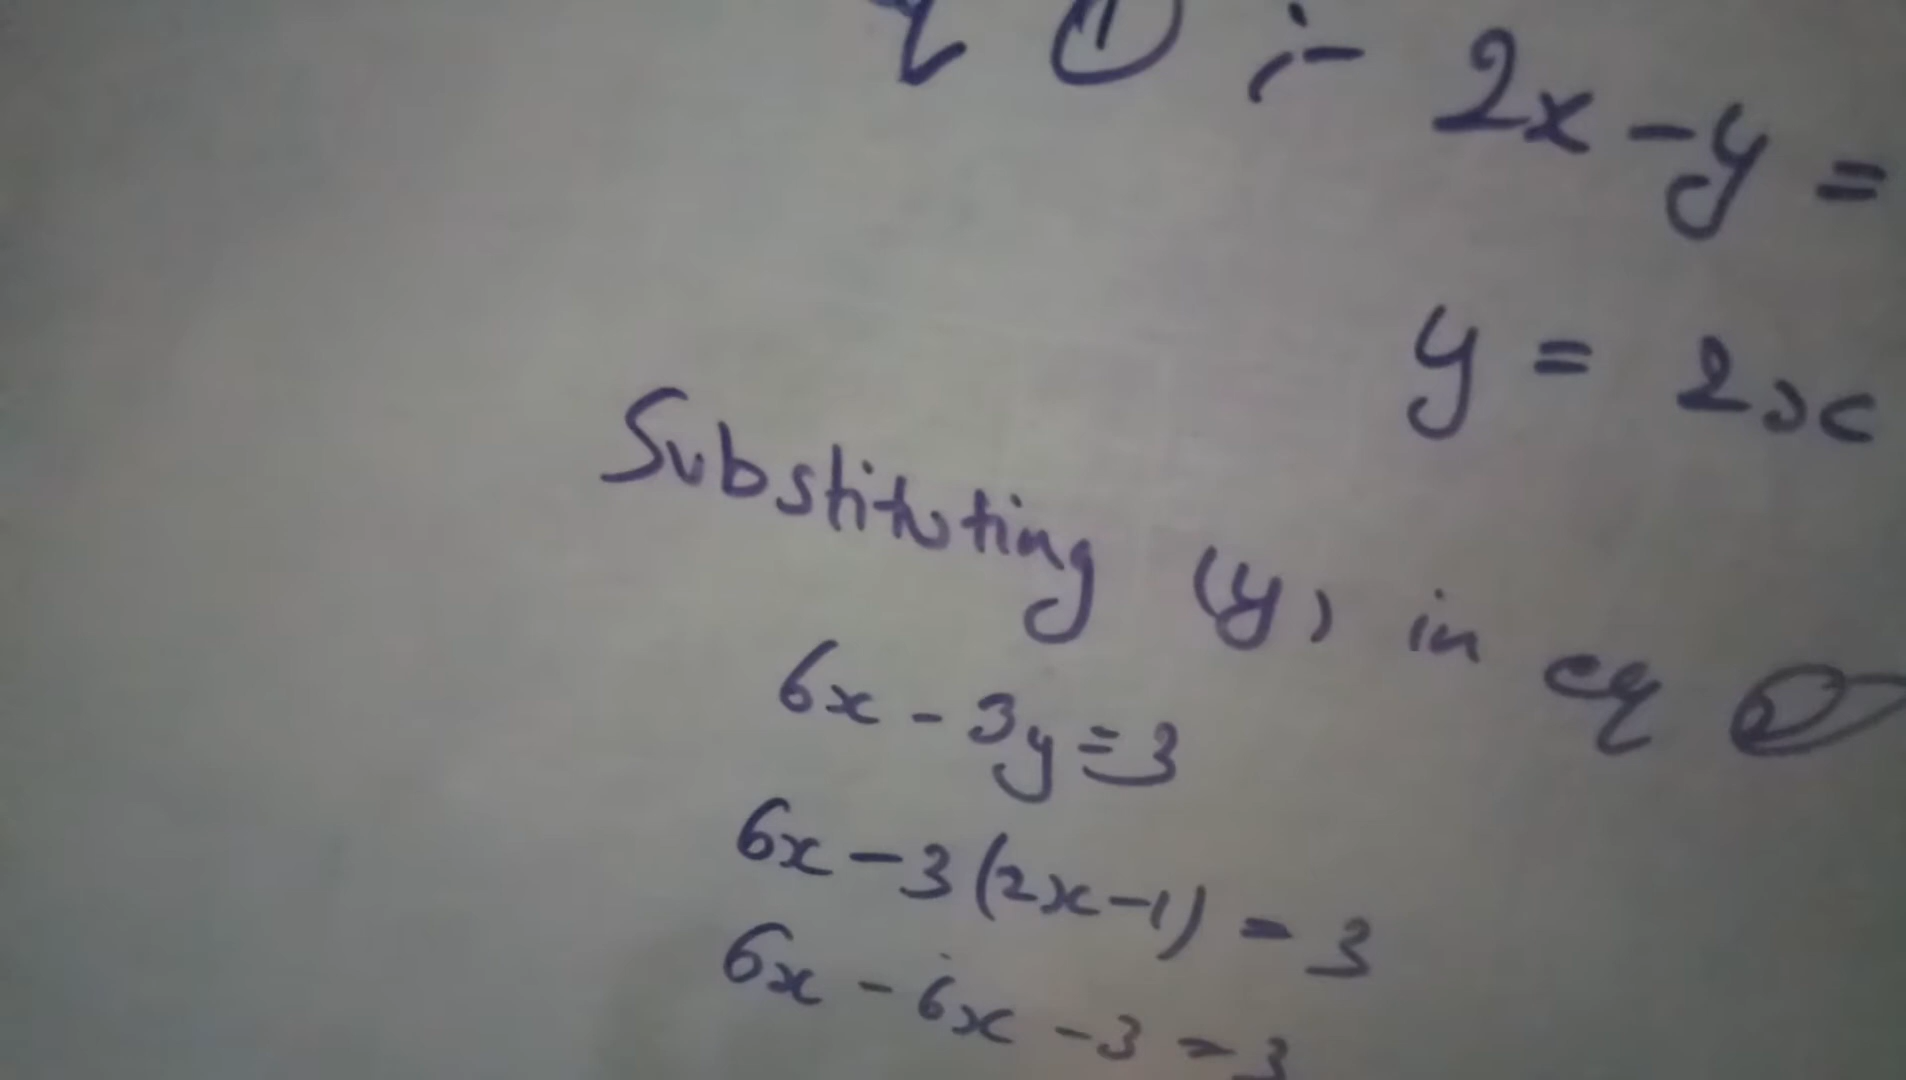 q ① :- 2x - y =
y = 2x
Substituting (y) in eq ②
6x - 3y = 3
6x - 3(2x - 1) = 3
6x - 6x - 3 = 3